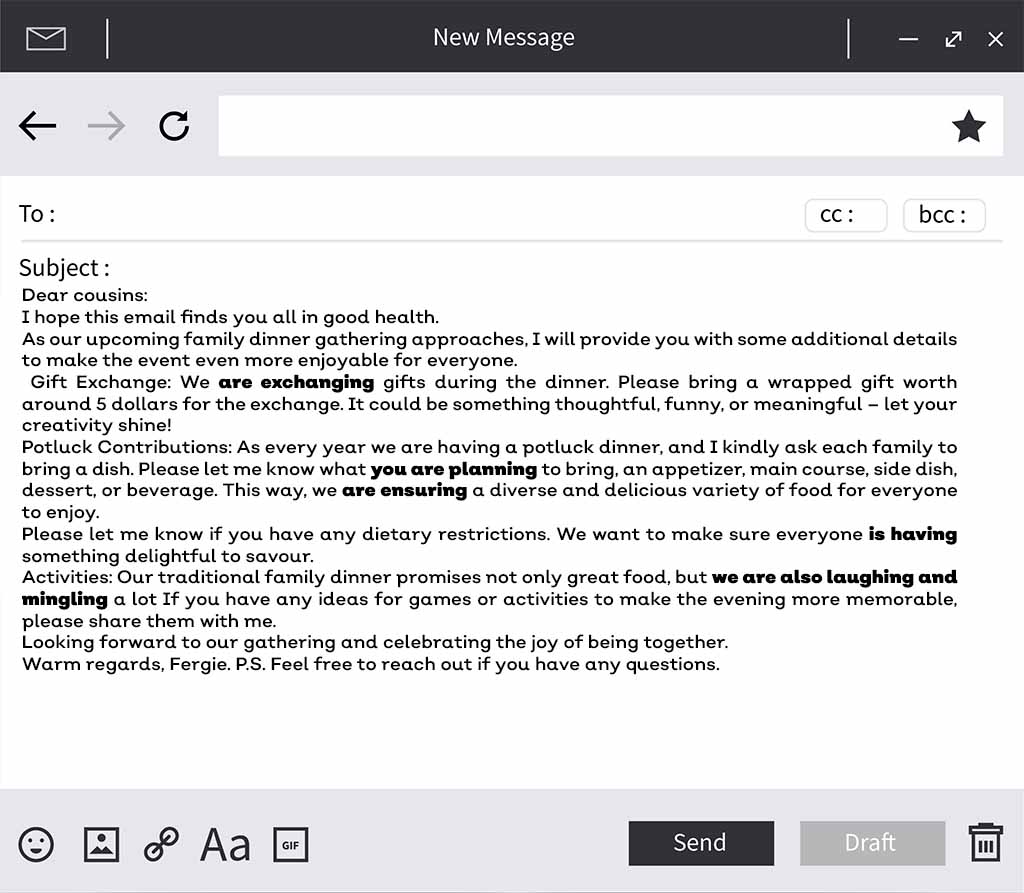 New Message
To :
cc :
bcc :
Subject :
Dear cousins:
I hope this email finds you all in good health.
As our upcoming family dinner gathering approaches, I will provide you with some additional details
to make the event even more enjoyable for everyone.
Gift Exchange: We are exchanging gifts during the dinner. Please bring a wrapped gift worth
around 5 dollars for the exchange. It could be something thoughtful, funny, or meaningful – let your
creativity shine!
Potluck Contributions: As every year we are having a potluck dinner, and I kindly ask each family to
bring a dish. Please let me know what you are planning to bring, an appetizer, main course, side dish,
dessert, or beverage. This way, we are ensuring a diverse and delicious variety of food for everyone
to enjoy.
Please let me know if you have any dietary restrictions. We want to make sure everyone is having
something delightful to savour.
Activities: Our traditional family dinner promises not only great food, but we are also laughing and
mingling a lot If you have any ideas for games or activities to make the evening more memorable,
please share them with me.
Looking forward to our gathering and celebrating the joy of being together.
Warm regards, Fergie. P.S. Feel free to reach out if you have any questions.
Aa
GIF
Send
Draft